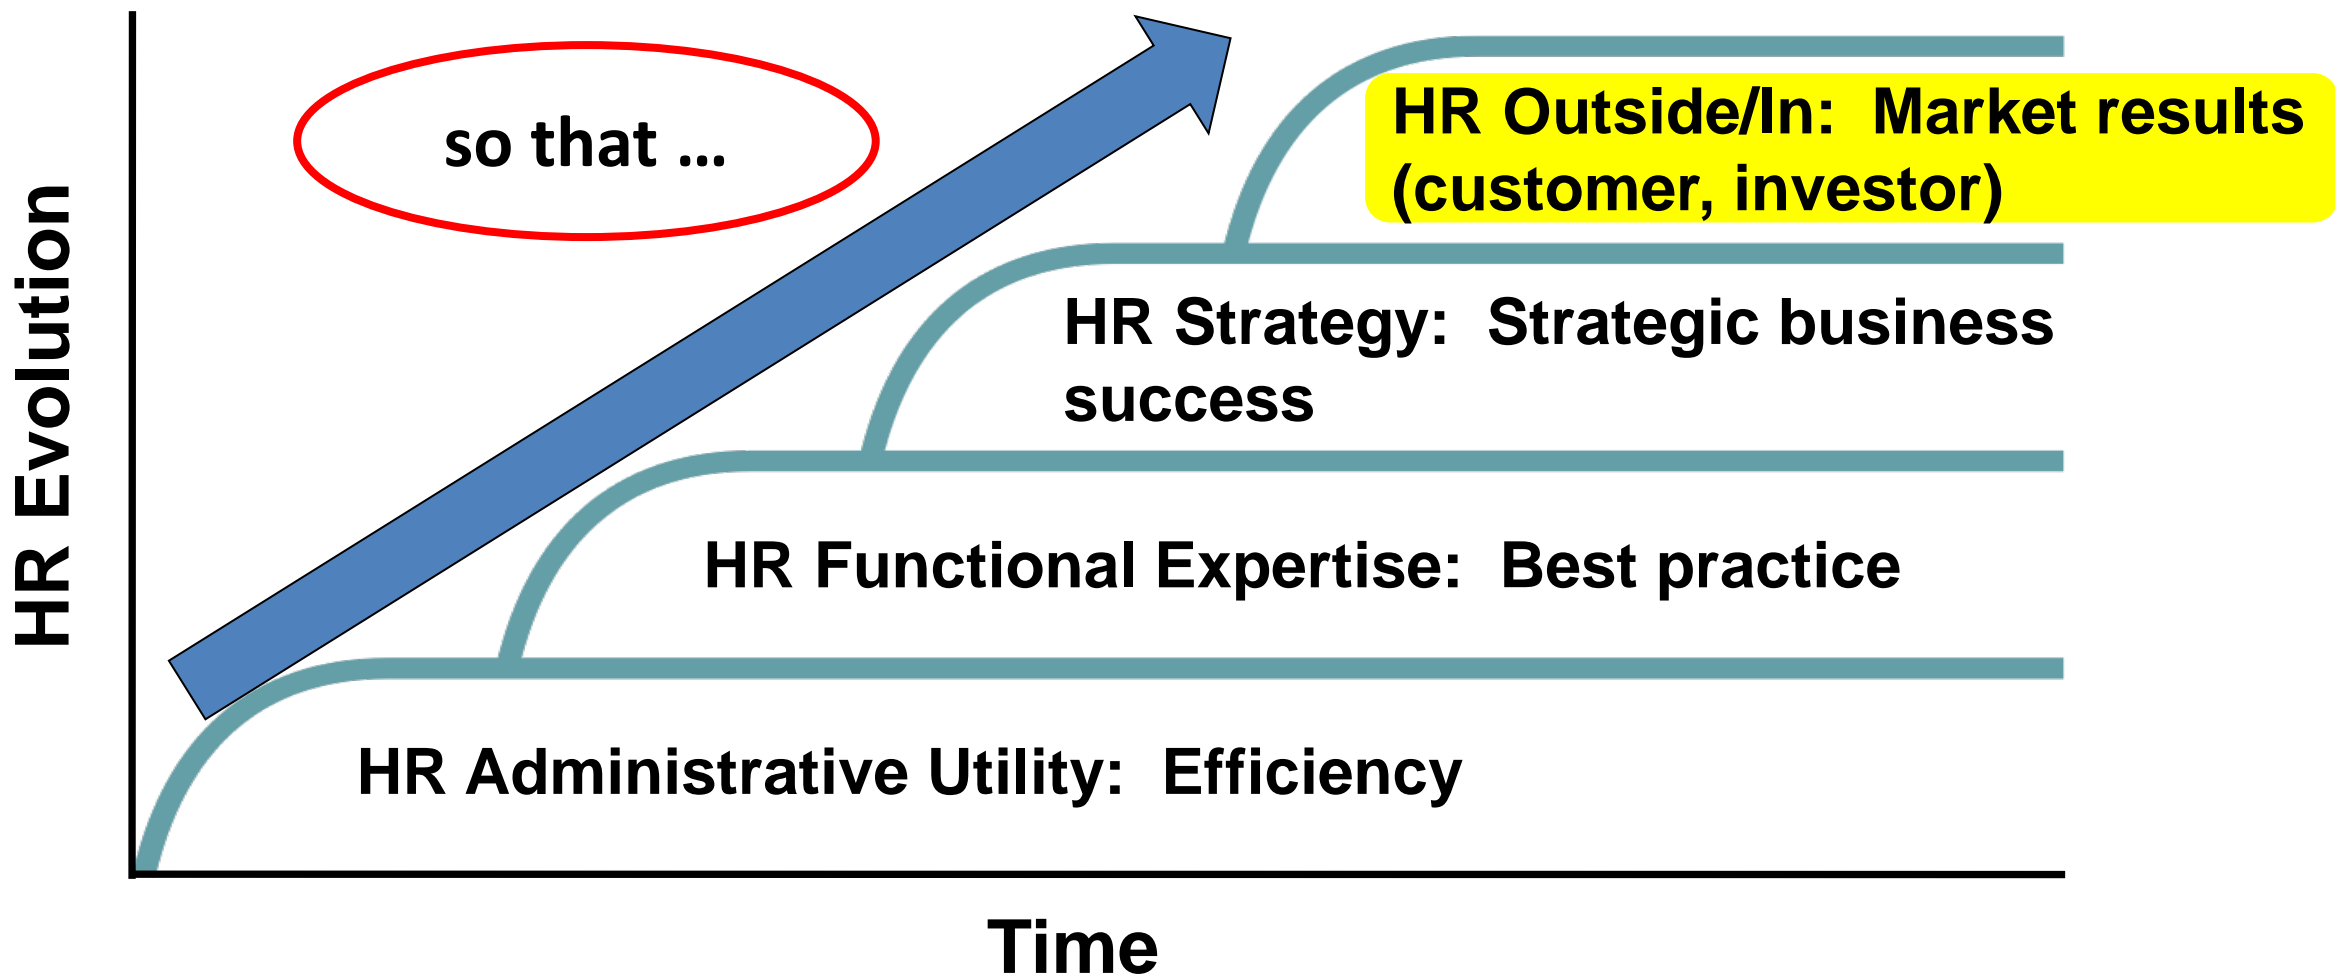 so that ...
HR Outside/In: Market results
(customer, investor)
HR Strategy: Strategic business
success
HR Functional Expertise: Best practice
HR Administrative Utility: Efficiency
HR Evolution
Time